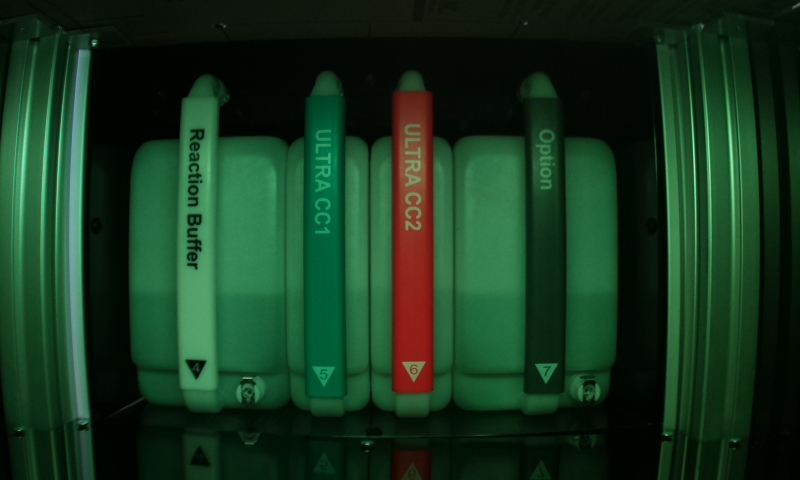 Reaction Buffer
4
ULTRA CC1
5
ULTRA CC2
6
Option
7